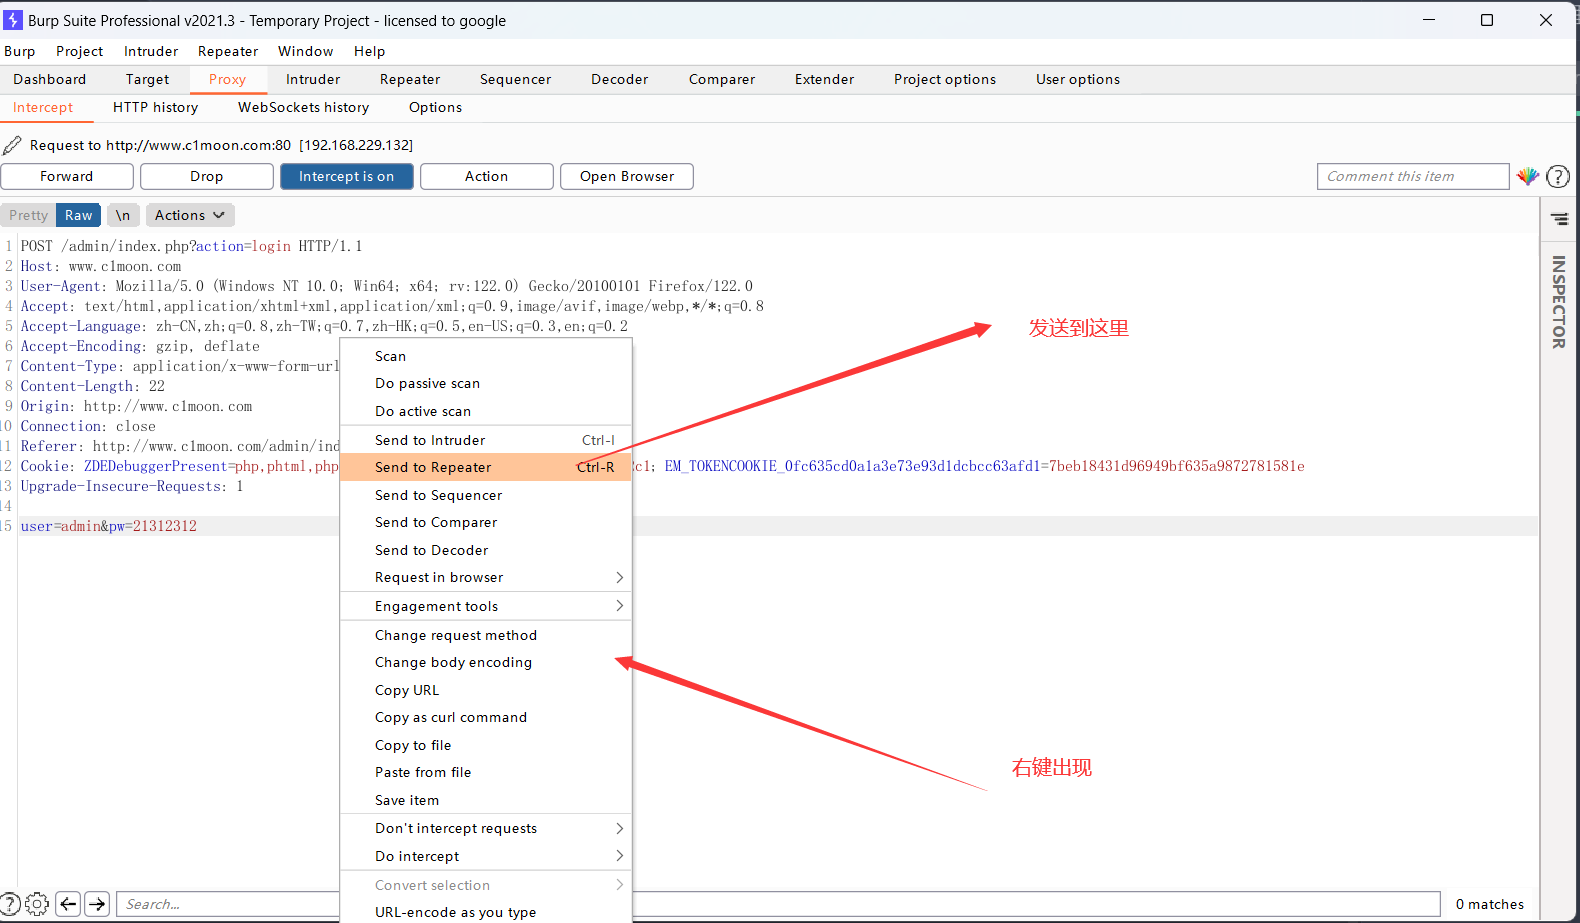 Burp Suite Professional v2021.3 - Temporary Project - licensed to google
Burp Project Intruder Repeater Window Help
Dashboard Target Proxy Intruder Repeater Sequencer Decoder Comparer Extender Project options User options
Intercept HTTP history WebSockets history Options
Request to http://www.c1moon.com:80 [192.168.229.132]
Forward Drop Intercept is on Action Open Browser Comment this item
Pretty Raw \n Actions
INSPECTOR
1 POST /admin/index.php?action=login HTTP/1.1
2 Host: www.c1moon.com
3 User-Agent: Mozilla/5.0 (Windows NT 10.0; Win64; x64; rv:122.0) Gecko/20100101 Firefox/122.0
4 Accept: text/html,application/xhtml+xml,application/xml;q=0.9,image/avif,image/webp,*/*;q=0.8
5 Accept-Language: zh-CN,zh;q=0.8,zh-TW;q=0.7,zh-HK;q=0.5,en-US;q=0.3,en;q=0.2
6 Accept-Encoding: gzip, deflate
7 Content-Type: application/x-www-form-url
8 Content-Length: 22
9 Origin: http://www.c1moon.com
10 Connection: close
11 Referer: http://www.c1moon.com/admin/ind
12 Cookie: ZDEDebuggerPresent=php,phtml,php c1; EM_TOKENCOOKIE_0fc635cd0a1a3e73e93d1dcbcc63afd1=7beb18431d96949bf635a9872781581e
13 Upgrade-Insecure-Requests: 1
14
15 user=admin&pw=21312312
Scan
Do passive scan
Do active scan
Send to Intruder Ctrl-I
Send to Repeater Ctrl-R
Send to Sequencer
Send to Comparer
Send to Decoder
Request in browser
Engagement tools
Change request method
Change body encoding
Copy URL
Copy as curl command
Copy to file
Paste from file
Save item
Don't intercept requests
Do intercept
Convert selection
URL-encode as you type
发送到这里
右键出现
Search... 0 matches